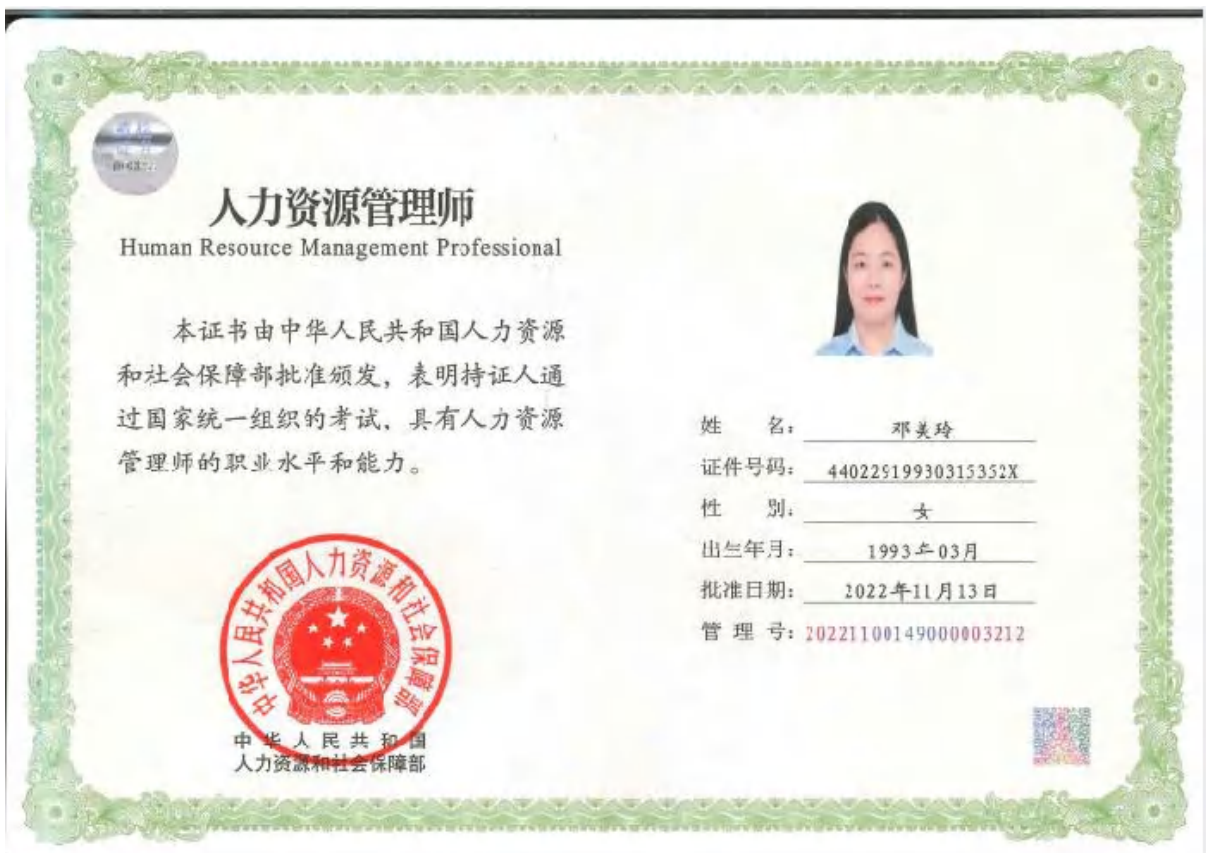 人力资源管理师
Human Resource Management Professional
本证书由中华人民共和国人力资源
和社会保障部批准颁发，表明持证人通
过国家统一组织的考试，具有人力资源
管理师的职业水平和能力。
中华人民共和国人力资源和社会保障部
中华人民共和国
人力资源和社会保障部
姓 名： 邓美玲
证件号码： 44022919930315352X
性 别： 女
出生年月： 1993年03月
批准日期： 2022年11月13日
管 理 号： 20221100149000003212